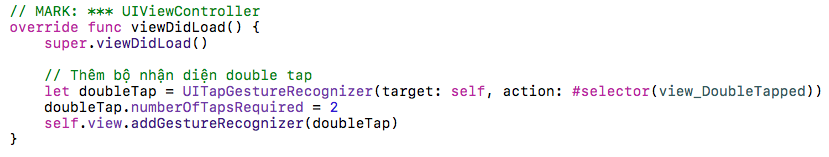 // MARK: *** UIViewController
override func viewDidLoad() {
    super.viewDidLoad()

    // Thêm bộ nhận diện double tap
    let doubleTap = UITapGestureRecognizer(target: self, action: #selector(view_DoubleTapped))
    doubleTap.numberOfTapsRequired = 2
    self.view.addGestureRecognizer(doubleTap)
}